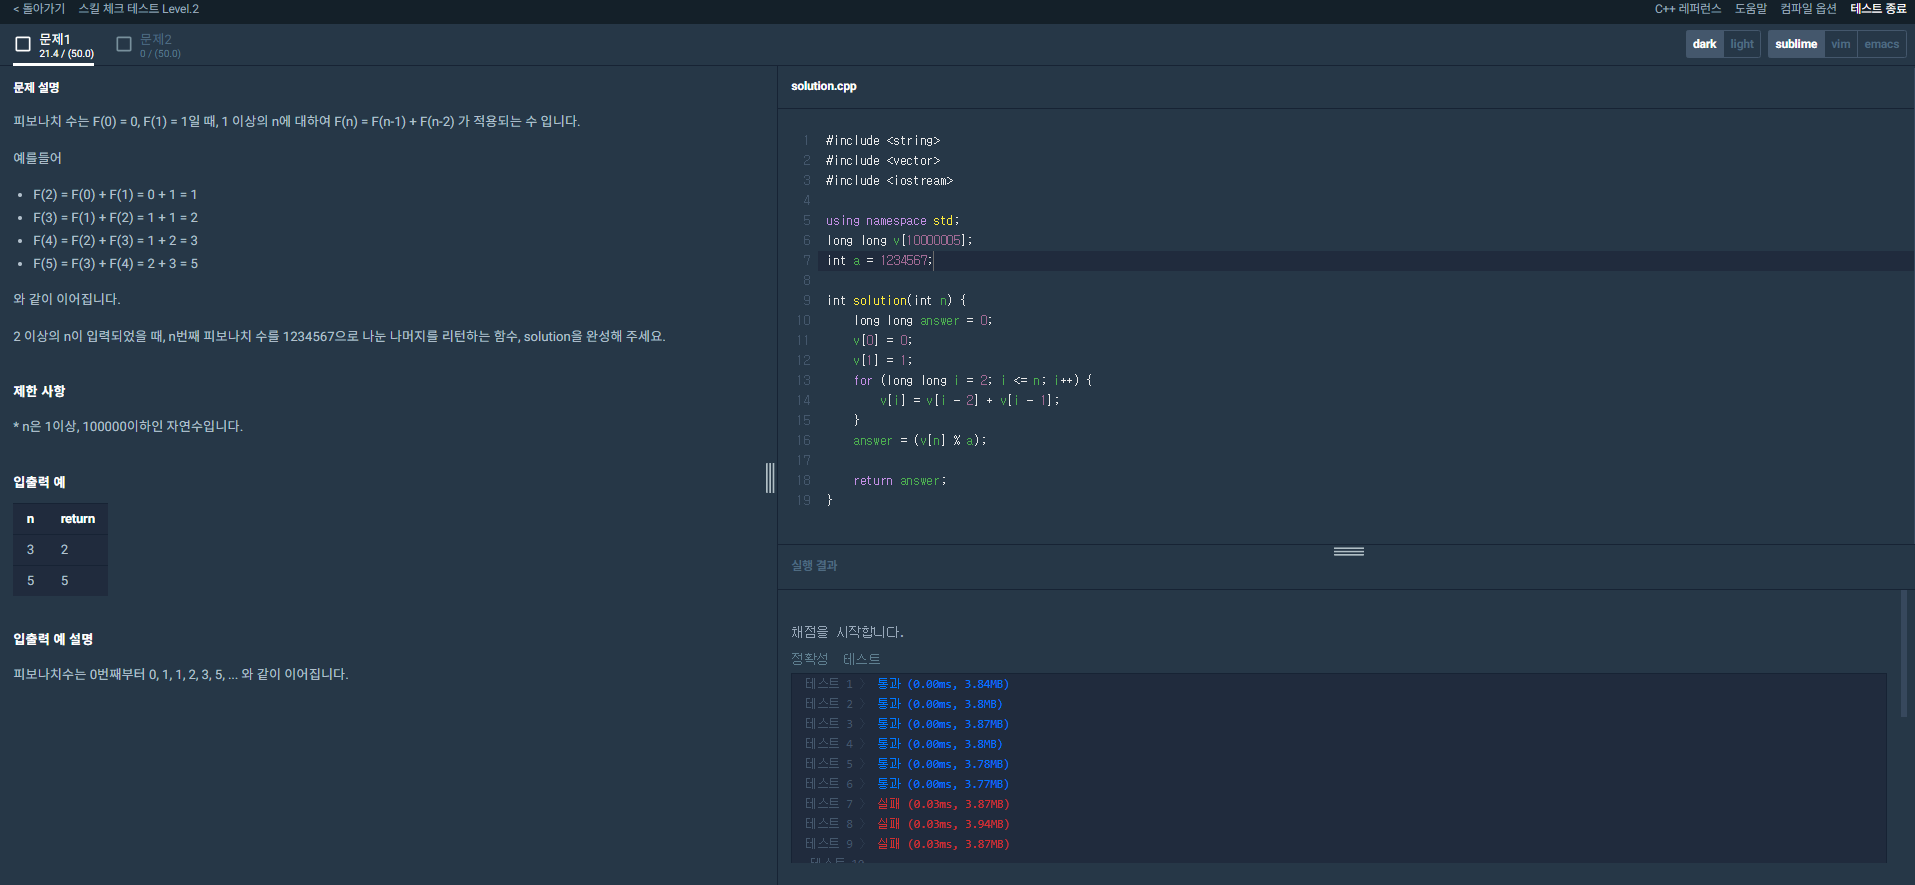 < 돌아가기 스킬 체크 테스트 Level.2
C++ 레퍼런스 도움말 컴파일 옵션 테스트 종료
문제1
21.4 / (50.0)
문제2
0 / (50.0)
dark light sublime vim emacs
문제 설명
피보나치 수는 F(0) = 0, F(1) = 1일 때, 1 이상의 n에 대하여 F(n) = F(n-1) + F(n-2) 가 적용되는 수 입니다.
예를들어
• F(2) = F(0) + F(1) = 0 + 1 = 1
• F(3) = F(1) + F(2) = 1 + 1 = 2
• F(4) = F(2) + F(3) = 1 + 2 = 3
• F(5) = F(3) + F(4) = 2 + 3 = 5
와 같이 이어집니다.
2 이상의 n이 입력되었을 때, n번째 피보나치 수를 1234567으로 나눈 나머지를 리턴하는 함수, solution을 완성해 주세요.
제한 사항
* n은 1이상, 100000이하인 자연수입니다.
입출력 예
n return
3 2
5 5
입출력 예 설명
피보나치수는 0번째부터 0, 1, 1, 2, 3, 5, ... 와 같이 이어집니다.
solution.cpp
1 #include <string>
2 #include <vector>
3 #include <iostream>
4
5 using namespace std;
6 long long v[10000005];
7 int a = 1234567;
8
9 int solution(int n) {
10 long long answer = 0;
11 v[0] = 0;
12 v[1] = 1;
13 for (long long i = 2; i <= n; i++) {
14 v[i] = v[i - 2] + v[i - 1];
15 }
16 answer = (v[n] % a);
17
18 return answer;
19 }
실행 결과
채점을 시작합니다.
정확성 테스트
테스트 1 〉 통과 (0.00ms, 3.84MB)
테스트 2 〉 통과 (0.00ms, 3.8MB)
테스트 3 〉 통과 (0.00ms, 3.87MB)
테스트 4 〉 통과 (0.00ms, 3.8MB)
테스트 5 〉 통과 (0.00ms, 3.78MB)
테스트 6 〉 통과 (0.00ms, 3.77MB)
테스트 7 〉 실패 (0.03ms, 3.87MB)
테스트 8 〉 실패 (0.03ms, 3.94MB)
테스트 9 〉 실패 (0.03ms, 3.87MB)
테스트